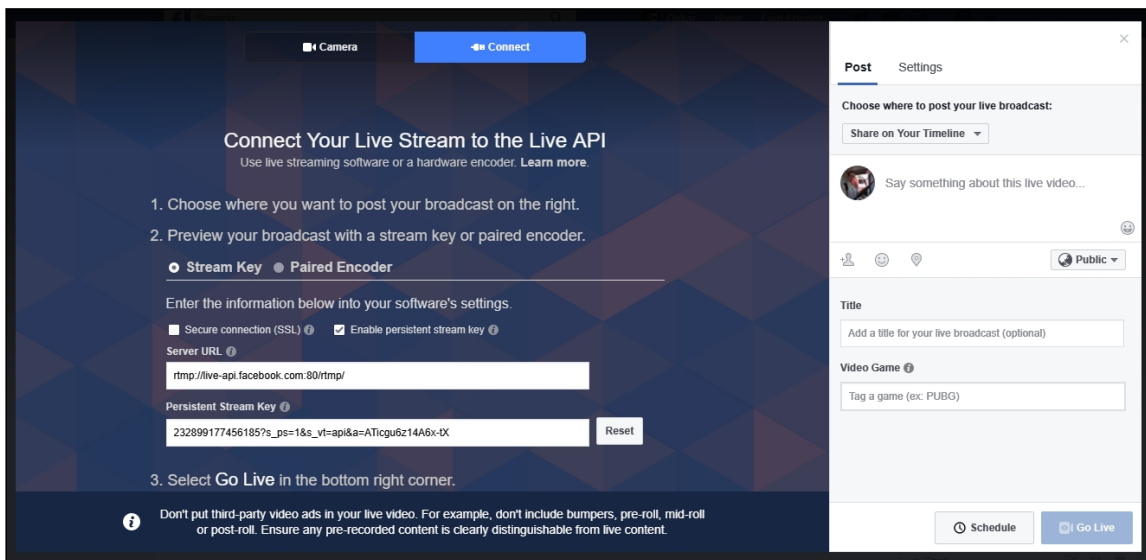 Camera
Connect
Connect Your Live Stream to the Live API
Use live streaming software or a hardware encoder. Learn more.
1. Choose where you want to post your broadcast on the right.
2. Preview your broadcast with a stream key or paired encoder.
Stream Key Paired Encoder
Enter the information below into your software's settings.
Secure connection (SSL) Enable persistent stream key
Server URL
rtmp://live-api.facebook.com:80/rtmp/
Persistent Stream Key
232899177456185?s_ps=1&s_vt=api&a=ATicgu6z14A6x-tX
Reset
3. Select Go Live in the bottom right corner.
Don't put third-party video ads in your live video. For example, don't include bumpers, pre-roll, mid-roll
or post-roll. Ensure any pre-recorded content is clearly distinguishable from live content.
Post Settings
Choose where to post your live broadcast:
Share on Your Timeline
Say something about this live video...
Public
Title
Add a title for your live broadcast (optional)
Video Game
Tag a game (ex: PUBG)
Schedule
Go Live